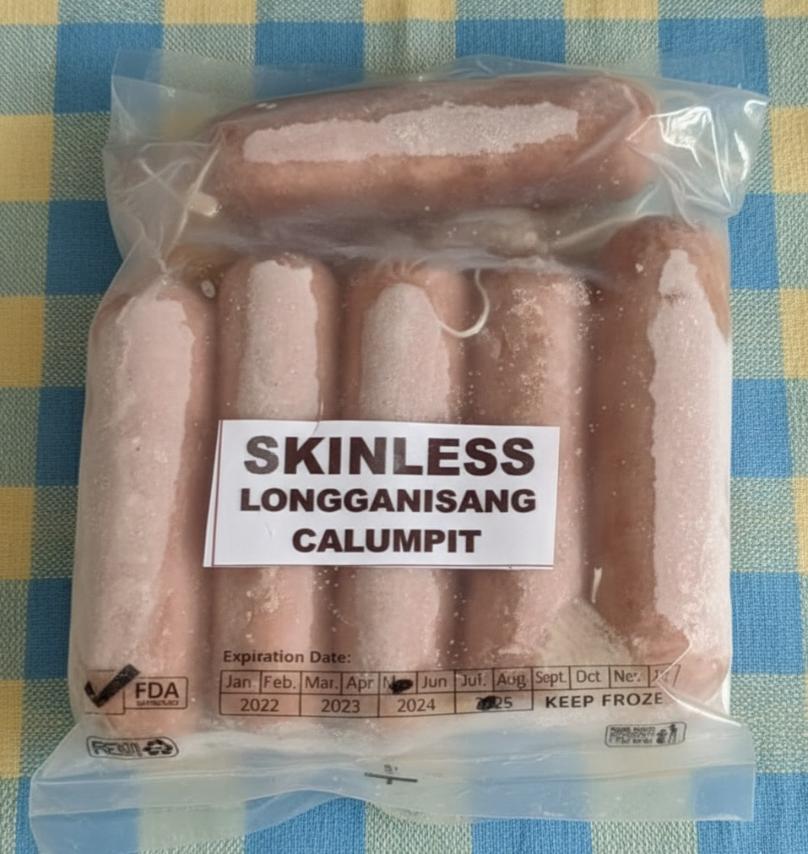 SKINLESS
LONGGANISANG
CALUMPIT
Expiration Date:
Jan Feb. Mar. Apr Jun Jul. Aug Sept. Oct
2022 2023 2024 KEEP FROZE
FDA